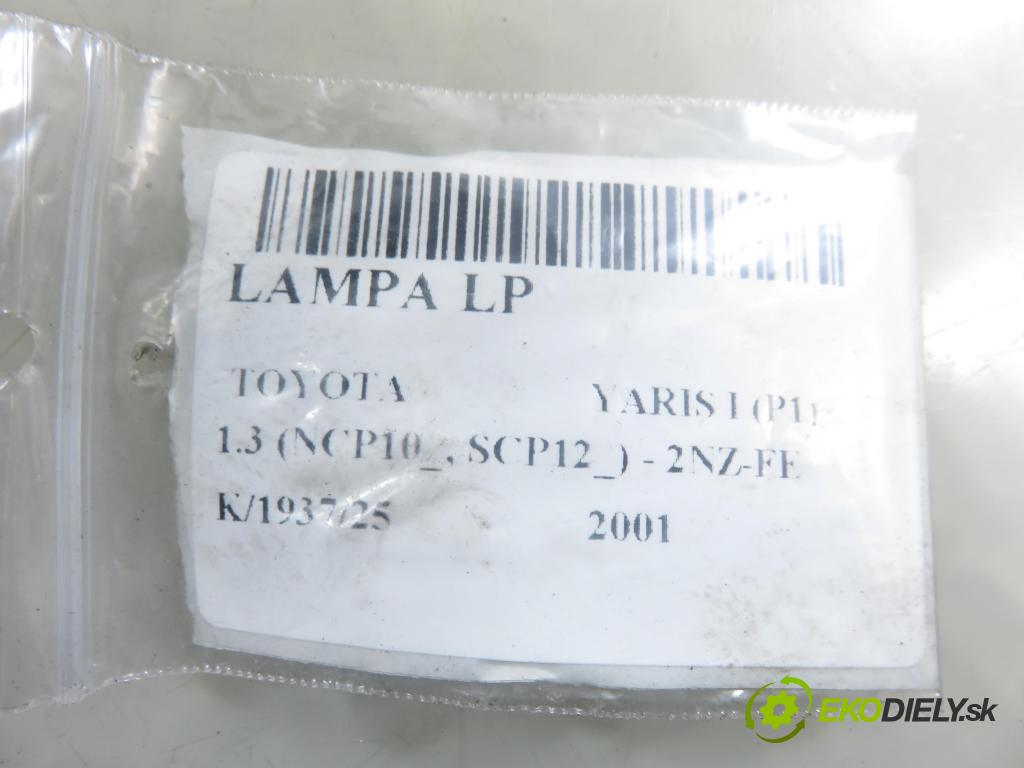 LAMPA LP
TOYOTA YARIS I (P1)
1.3 (NCP10_, SCP12_) - 2NZ-FE
K/1937/25 2001
EKODIELY.sk